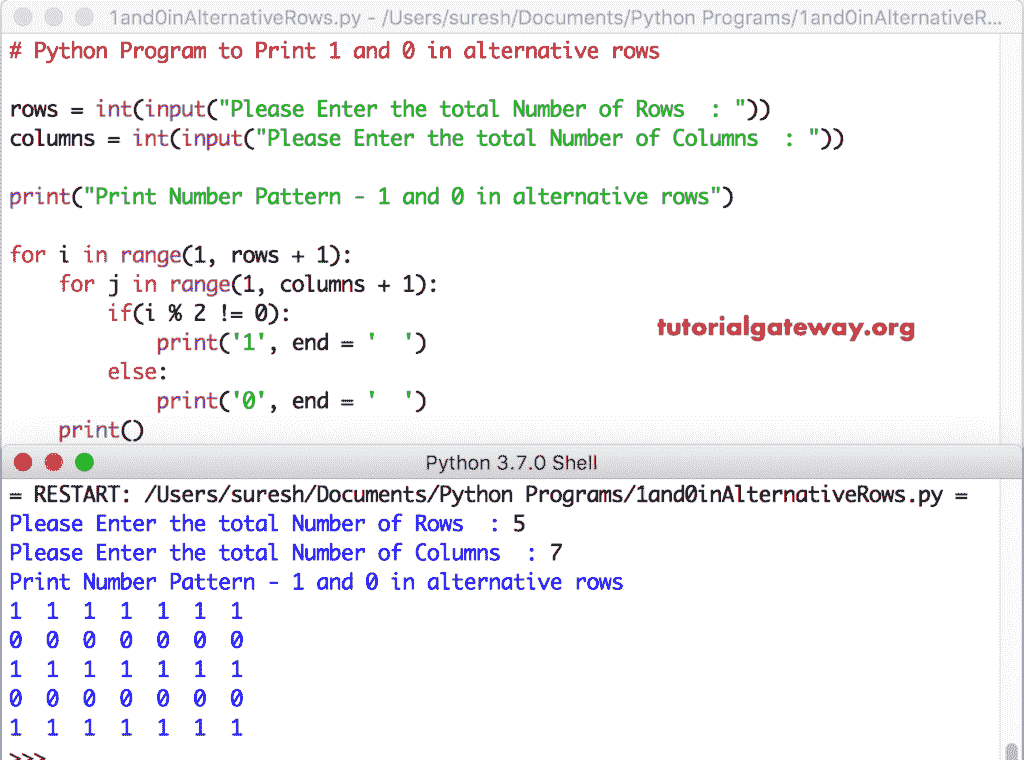 1and0inAlternativeRows.py - /Users/suresh/Documents/Python Programs/1and0inAlternativeR...
# Python Program to Print 1 and 0 in alternative rows
rows = int(input("Please Enter the total Number of Rows  : "))
columns = int(input("Please Enter the total Number of Columns  : "))
print("Print Number Pattern - 1 and 0 in alternative rows")
for i in range(1, rows + 1):
    for j in range(1, columns + 1):
        if(i % 2 != 0):
            print('1', end = '  ')
        else:
            print('0', end = '  ')
    print()
tutorialgateway.org
Python 3.7.0 Shell
= RESTART: /Users/suresh/Documents/Python Programs/1and0inAlternativeRows.py =
Please Enter the total Number of Rows  : 5
Please Enter the total Number of Columns  : 7
Print Number Pattern - 1 and 0 in alternative rows
1  1  1  1  1  1  1
0  0  0  0  0  0  0
1  1  1  1  1  1  1
0  0  0  0  0  0  0
1  1  1  1  1  1  1
>>>